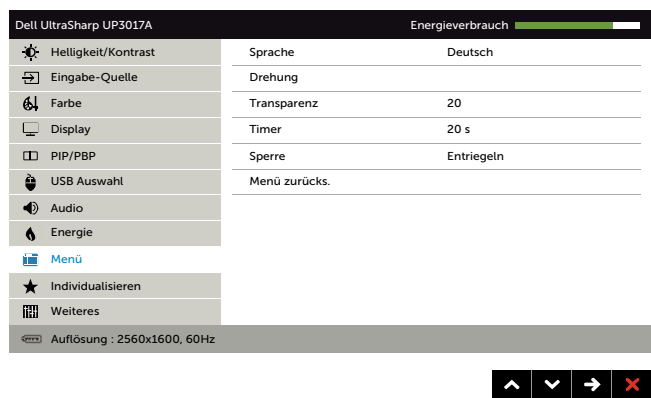 Dell UltraSharp UP3017A Energieverbrauch
Helligkeit/Kontrast Sprache Deutsch
Eingabe-Quelle Drehung
Farbe Transparenz 20
Display Timer 20 s
PIP/PBP Sperre Entriegeln
USB Auswahl Menü zurücks.
Audio
Energie
Menü
Individualisieren
Weiteres
Auflösung : 2560x1600, 60Hz